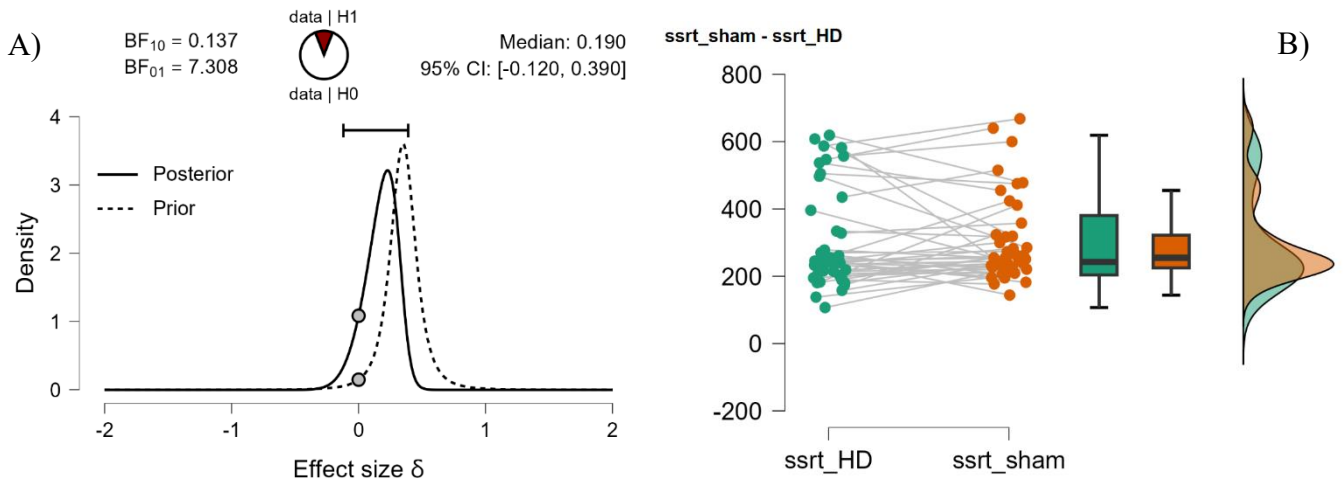 A)
BF₁₀ = 0.137
BF₀₁ = 7.308
data | H1
data | H0
Median: 0.190
95% CI: [-0.120, 0.390]
Posterior
Prior
Density
4
3
2
1
0
-2
-1
0
1
2
Effect size δ
ssrt_sham - ssrt_HD
B)
800
600
400
200
0
-200
ssrt_HD
ssrt_sham